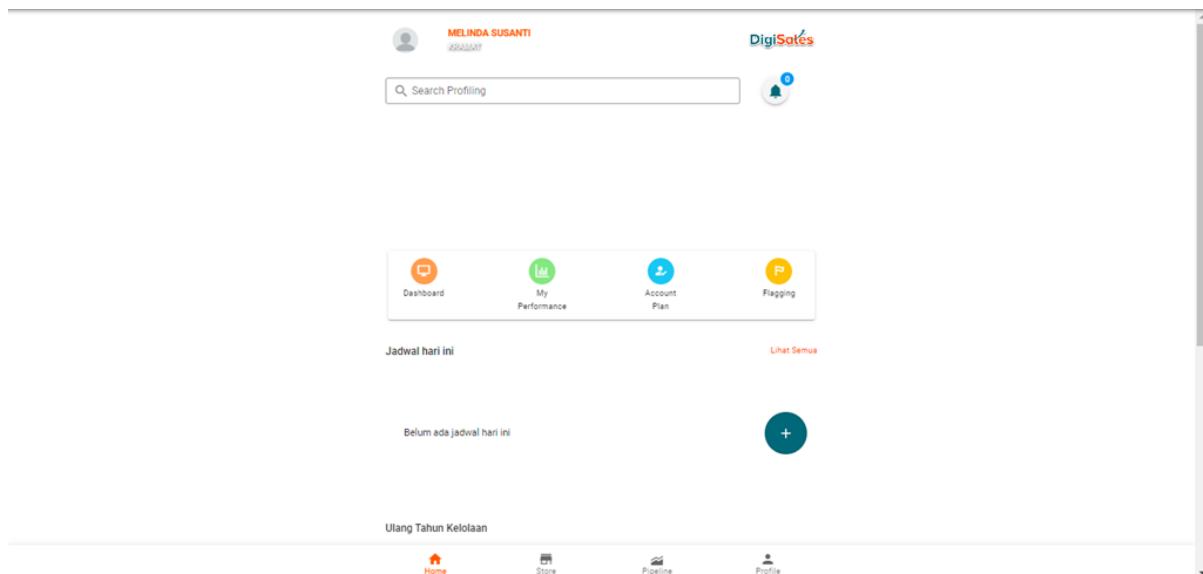 MELINDA SUSANTI
KRAMAT
DigiSales
Search Profiling
0
Dashboard
My
Performance
Account
Plan
Flagging
Jadwal hari ini
Lihat Semua
Belum ada jadwal hari ini
Ulang Tahun Kelolaan
Home
Store
Pipeline
Profile